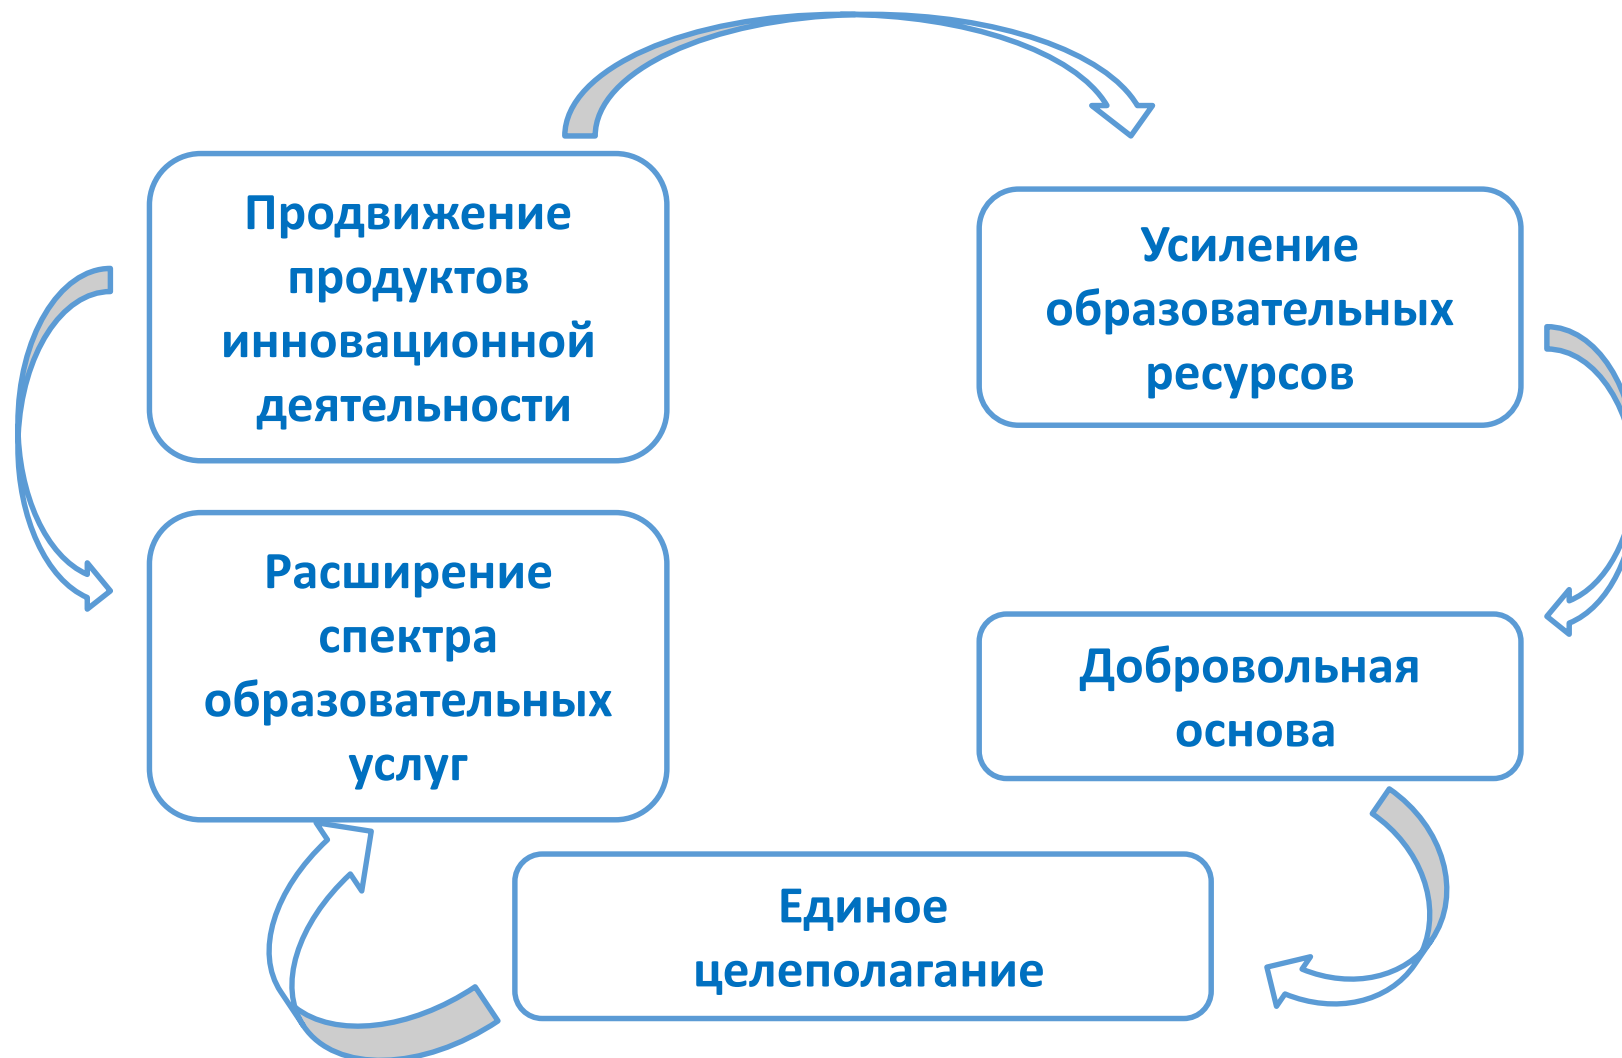 Продвижение
продуктов
инновационной
деятельности
Усиление
образовательных
ресурсов
Расширение
спектра
образовательных
услуг
Добровольная
основа
Единое
целеполагание